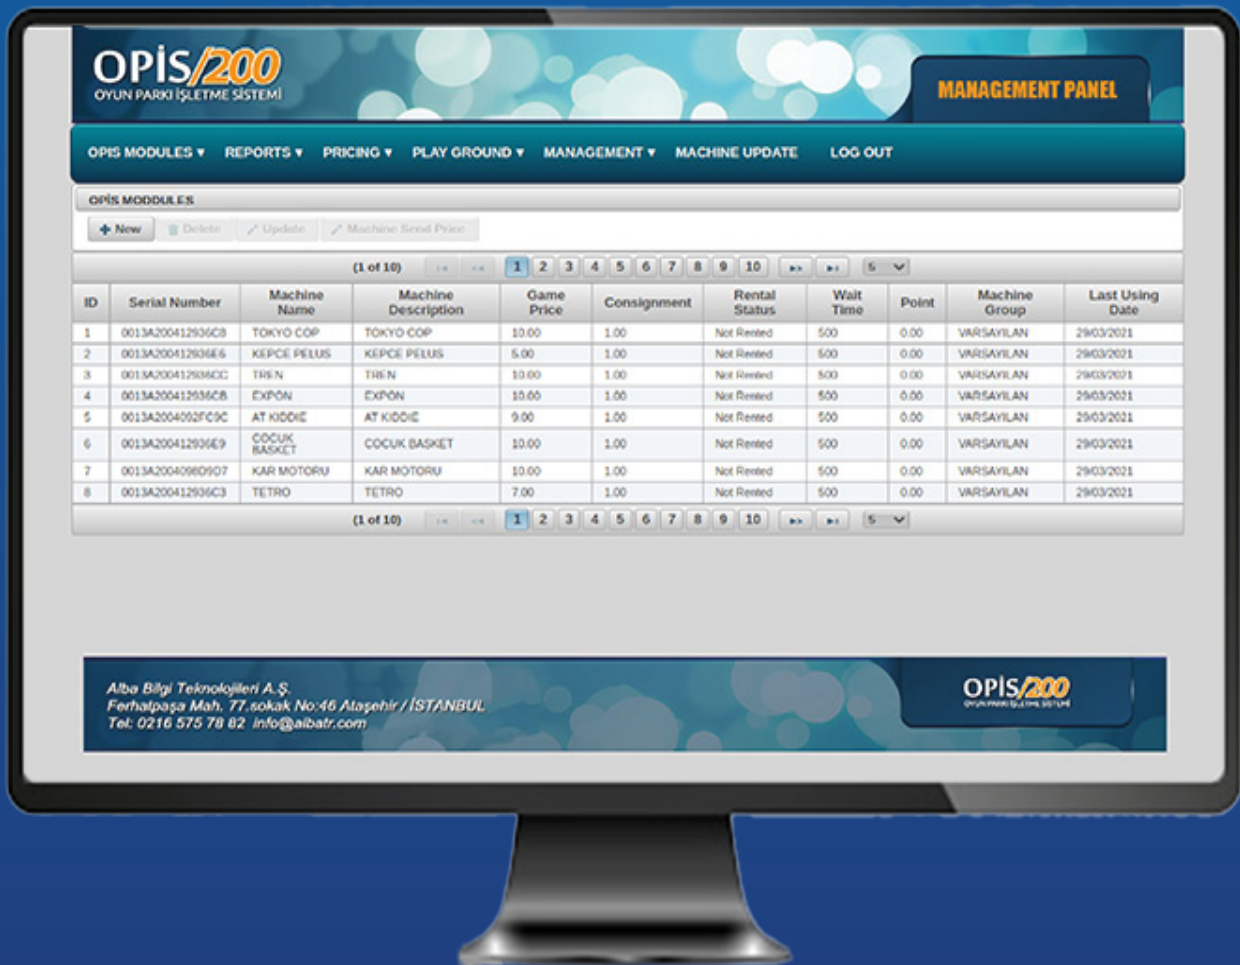 OPİS/200
OYUN PARKI İŞLETME SİSTEMİ
MANAGEMENT PANEL
OPIS MODULES ▾ REPORTS ▾ PRICING ▾ PLAY GROUND ▾ MANAGEMENT ▾ MACHINE UPDATE LOG OUT
OPİS MODDULES
New Delete Update Machine Send Price
(1 of 10) 1 2 3 4 5 6 7 8 9 10 5
ID Serial Number Machine Name Machine Description Game Price Consignment Rental Status Wait Time Point Machine Group Last Using Date
1 0013A200412936C8 TOKYO COP TOKYO COP 10.00 1.00 Not Rented 500 0.00 VARSAYILAN 29/03/2021
2 0013A200412936E6 KEPCE PELUS KEPCE PELUS 5.00 1.00 Not Rented 500 0.00 VARSAYILAN 29/03/2021
3 0013A200412936CC TREN TREN 10.00 1.00 Not Rented 500 0.00 VARSAYILAN 29/03/2021
4 0013A200412936CB EXPON EXPON 10.00 1.00 Not Rented 500 0.00 VARSAYILAN 29/03/2021
5 0013A2004092FC9C AT KIDDIE AT KIDDIE 9.00 1.00 Not Rented 500 0.00 VARSAYILAN 29/03/2021
6 0013A200412936E9 COCUK BASKET COCUK BASKET 10.00 1.00 Not Rented 500 0.00 VARSAYILAN 29/03/2021
7 0013A2004098D9D7 KAR MOTORU KAR MOTORU 10.00 1.00 Not Rented 500 0.00 VARSAYILAN 29/03/2021
8 0013A200412936C3 TETRO TETRO 7.00 1.00 Not Rented 500 0.00 VARSAYILAN 29/03/2021
(1 of 10) 1 2 3 4 5 6 7 8 9 10 5
Alba Bilgi Teknolojileri A.Ş.
Ferhatpaşa Mah. 77.sokak No:46 Ataşehir / İSTANBUL
Tel: 0216 575 78 82 info@albatr.com
OPİS/200
OYUN PARKI İŞLETME SİSTEMİ